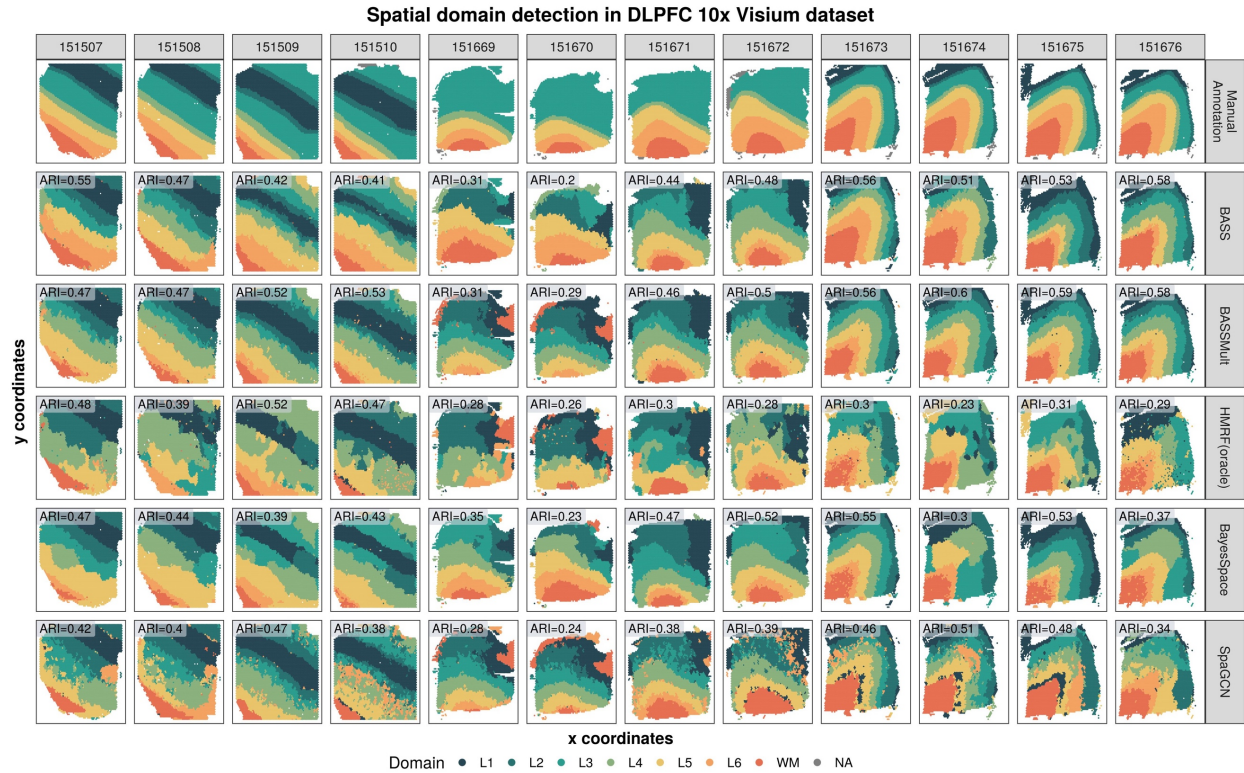 Spatial domain detection in DLPFC 10x Visium dataset
151507 151508 151509 151510 151669 151670 151671 151672 151673 151674 151675 151676
Manual Annotation
ARI=0.55 ARI=0.47 ARI=0.42 ARI=0.41 ARI=0.31 ARI=0.2 ARI=0.44 ARI=0.48 ARI=0.56 ARI=0.51 ARI=0.53 ARI=0.58
BASS
ARI=0.47 ARI=0.47 ARI=0.52 ARI=0.53 ARI=0.31 ARI=0.29 ARI=0.46 ARI=0.5 ARI=0.56 ARI=0.6 ARI=0.59 ARI=0.58
BASSMult
ARI=0.48 ARI=0.39 ARI=0.52 ARI=0.47 ARI=0.28 ARI=0.26 ARI=0.3 ARI=0.28 ARI=0.3 ARI=0.23 ARI=0.31 ARI=0.29
HMRF(oracle)
ARI=0.47 ARI=0.44 ARI=0.39 ARI=0.43 ARI=0.35 ARI=0.23 ARI=0.47 ARI=0.52 ARI=0.55 ARI=0.3 ARI=0.53 ARI=0.37
BayesSpace
ARI=0.42 ARI=0.4 ARI=0.47 ARI=0.38 ARI=0.28 ARI=0.24 ARI=0.38 ARI=0.39 ARI=0.46 ARI=0.51 ARI=0.48 ARI=0.34
SpaGCN
y coordinates
x coordinates
Domain L1 L2 L3 L4 L5 L6 WM NA